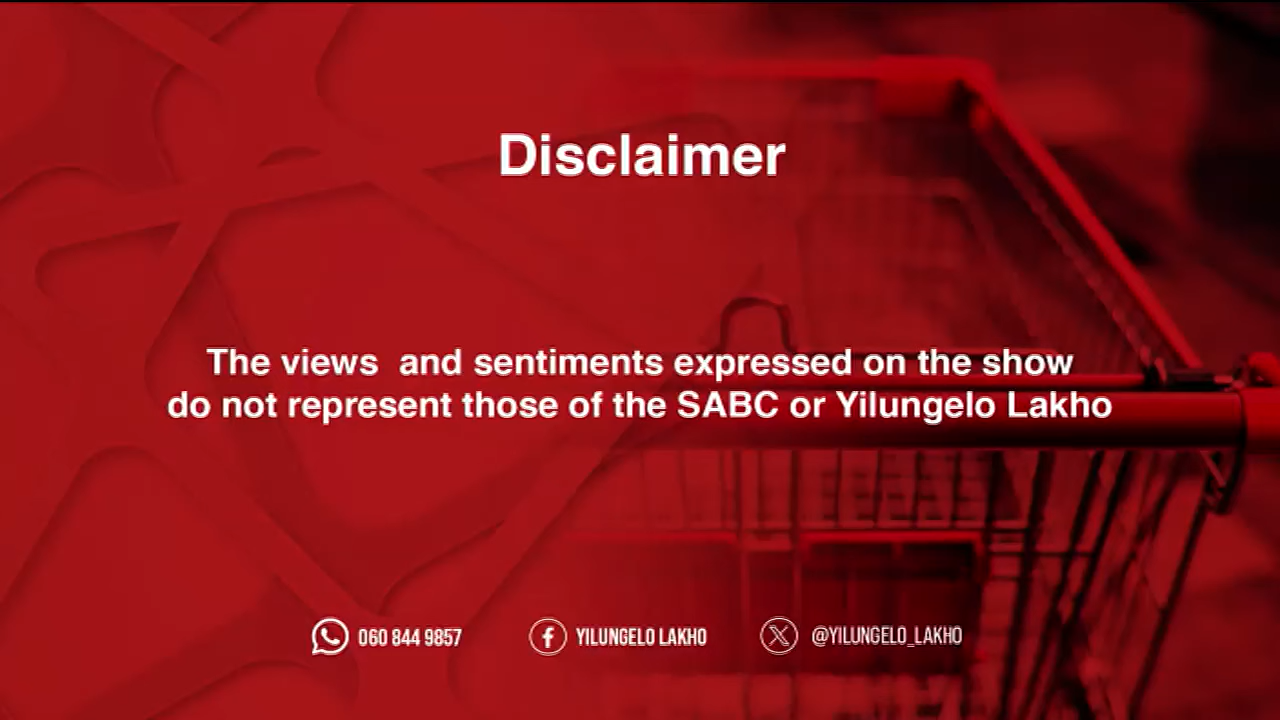 Disclaimer
The views  and sentiments expressed on the show
do not represent those of the SABC or Yilungelo Lakho
060 844 9857
YILUNGELO LAKHO
@YILUNGELO_LAKHO